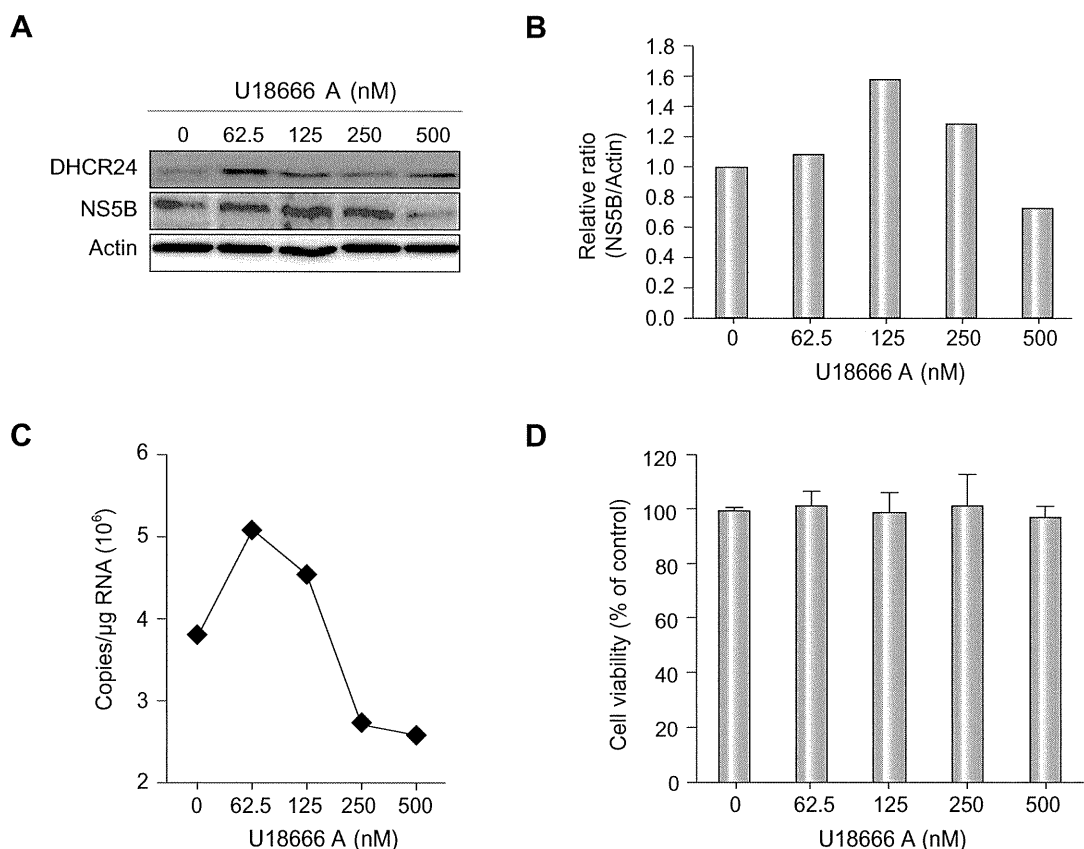 A
U18666 A (nM)
0 62.5 125 250 500
DHCR24
NS5B
Actin
B
Relative ratio
(NS5B/Actin)
1.8
1.6
1.4
1.2
1.0
0.8
0.6
0.4
0.2
0.0
0 62.5 125 250 500
U18666 A (nM)
C
Copies/µg RNA (10⁶)
6
5
4
3
2
0 62.5 125 250 500
U18666 A (nM)
D
Cell viability (% of control)
120
100
80
60
40
20
0
0 62.5 125 250 500
U18666 A (nM)